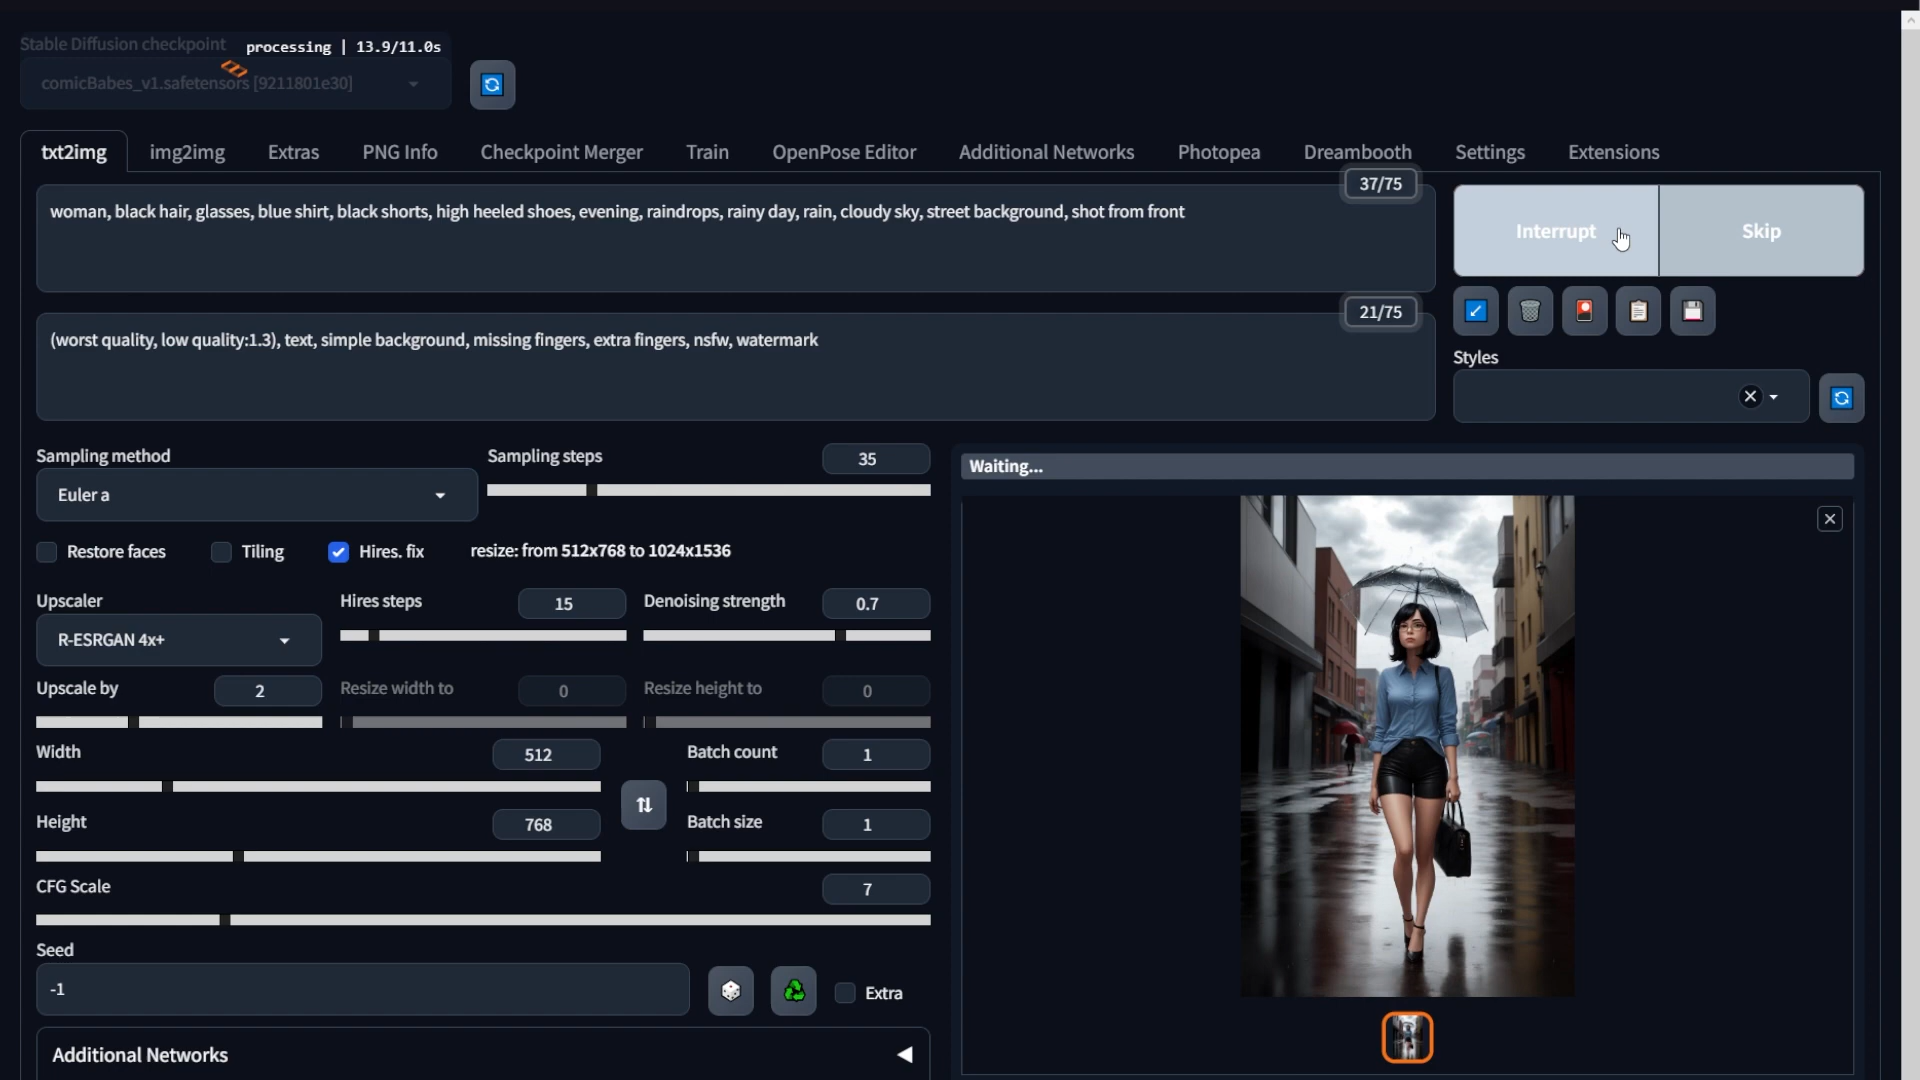 Stable Diffusion checkpoint
processing | 13.9/11.0s
comicBabes_v1.safetensors [9211801e30]
txt2img
img2img
Extras
PNG Info
Checkpoint Merger
Train
OpenPose Editor
Additional Networks
Photopea
Dreambooth
Settings
Extensions
37/75
woman, black hair, glasses, blue shirt, black shorts, high heeled shoes, evening, raindrops, rainy day, rain, cloudy sky, street background, shot from front
Interrupt
Skip
21/75
(worst quality, low quality:1.3), text, simple background, missing fingers, extra fingers, nsfw, watermark
Styles
Sampling method
Sampling steps
35
Euler a
Waiting...
Restore faces
Tiling
Hires. fix
resize: from 512x768 to 1024x1536
Upscaler
Hires steps
15
Denoising strength
0.7
R-ESRGAN 4x+
Upscale by
2
Resize width to
0
Resize height to
0
Width
512
Batch count
1
Height
768
Batch size
1
CFG Scale
7
Seed
-1
Extra
Additional Networks